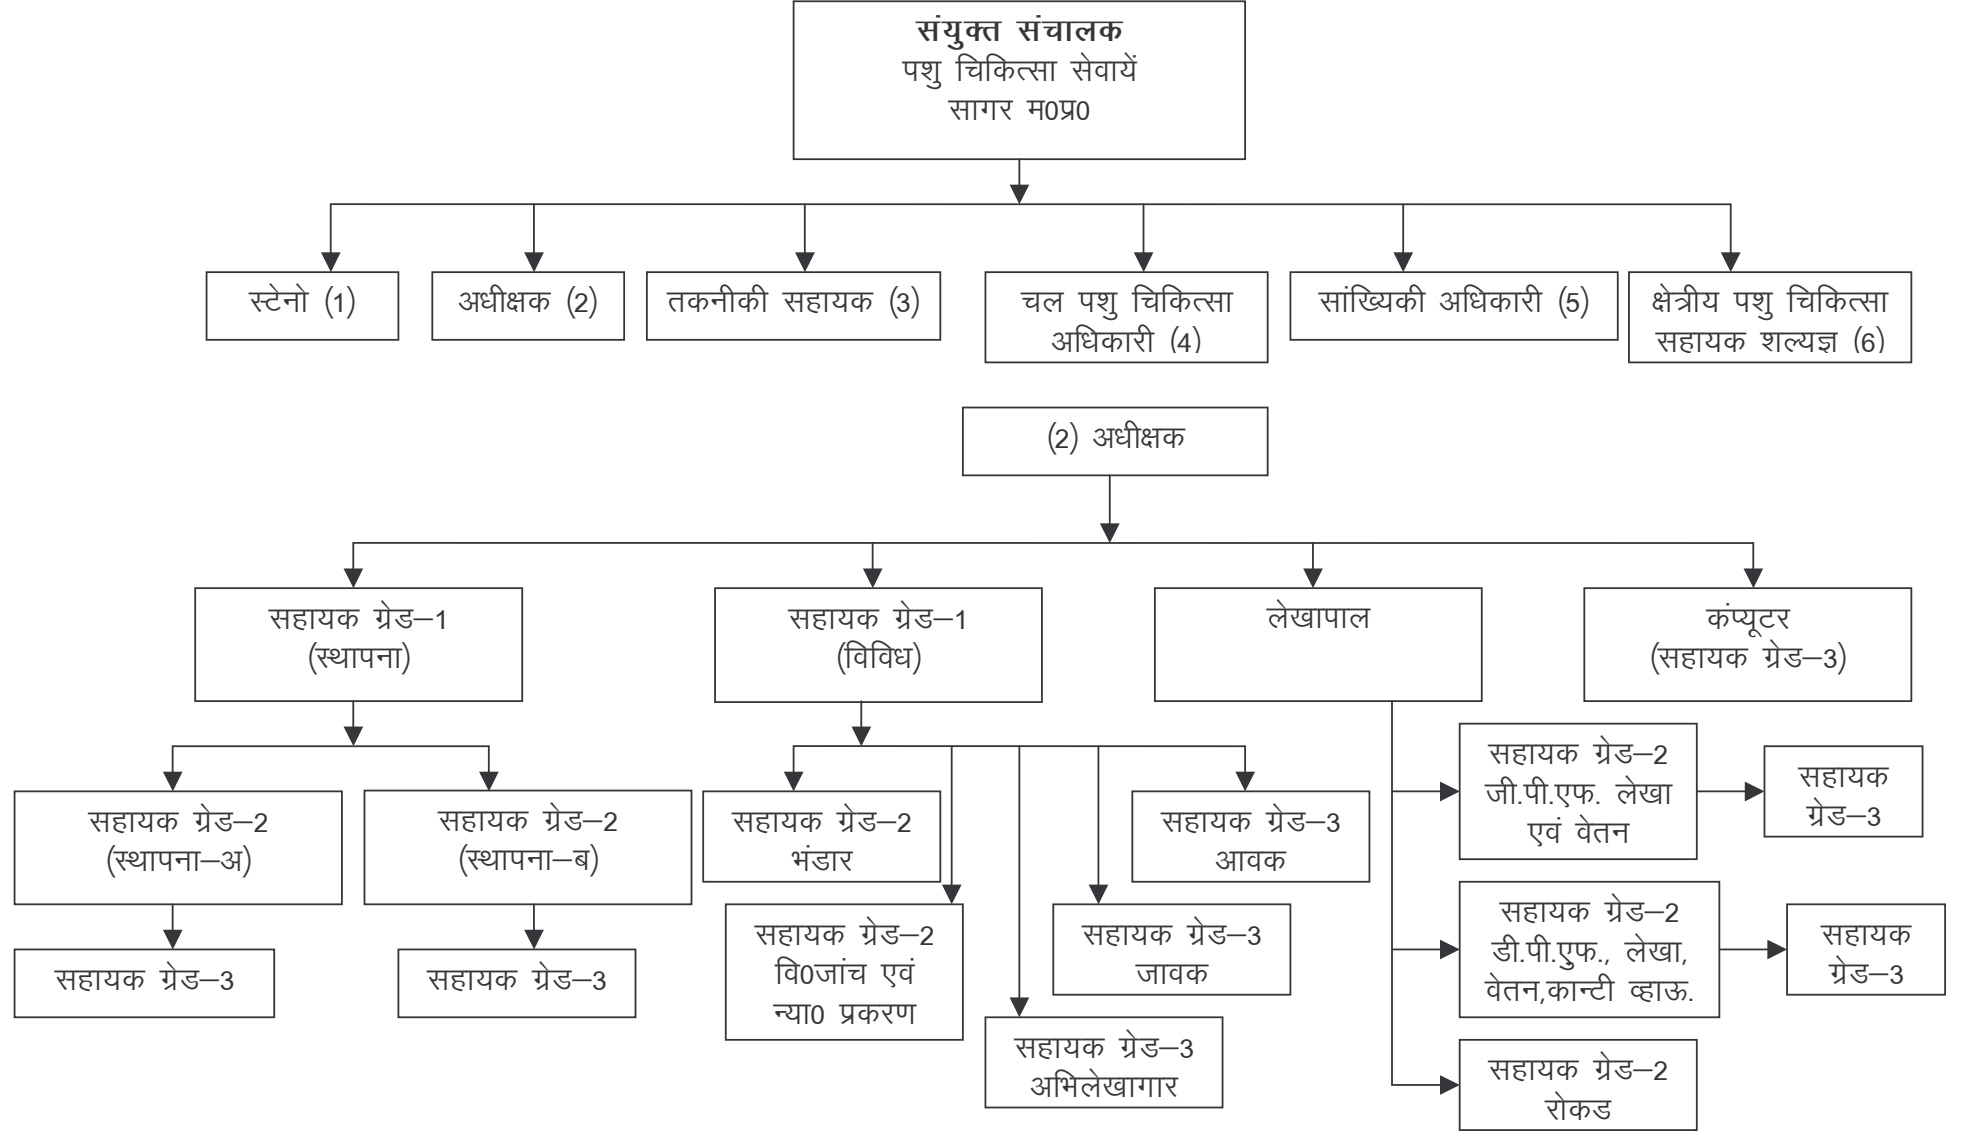 संयुक्त संचालक
पशु चिकित्सा सेवायें
सागर म0प्र0
स्टेनो (1)
अधीक्षक (2)
तकनीकी सहायक (3)
चल पशु चिकित्सा
अधिकारी (4)
सांख्यिकी अधिकारी (5)
क्षेत्रीय पशु चिकित्सा
सहायक शल्यज्ञ (6)
(2) अधीक्षक
सहायक ग्रेड–1
(स्थापना)
सहायक ग्रेड–1
(विविध)
लेखापाल
कंप्यूटर
(सहायक ग्रेड–3)
सहायक ग्रेड–2
(स्थापना–अ)
सहायक ग्रेड–2
(स्थापना–ब)
सहायक ग्रेड–2
भंडार
सहायक ग्रेड–3
आवक
सहायक ग्रेड–2
जी.पी.एफ. लेखा
एवं वेतन
सहायक
ग्रेड–3
सहायक ग्रेड–3
सहायक ग्रेड–3
सहायक ग्रेड–2
वि0जांच एवं
न्या0 प्रकरण
सहायक ग्रेड–3
जावक
सहायक ग्रेड–3
अभिलेखागार
सहायक ग्रेड–2
डी.पी.एुफ., लेखा,
वेतन,कान्टी व्हाऊ.
सहायक
ग्रेड–3
सहायक ग्रेड–2
रोकड